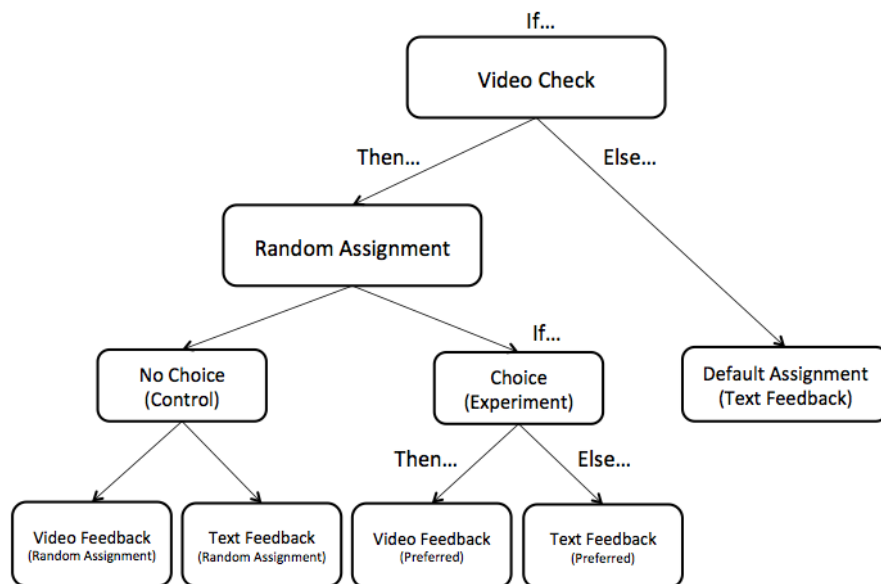 If...
Video Check
Then...
Else...
Random Assignment
No Choice
(Control)
If...
Choice
(Experiment)
Default Assignment
(Text Feedback)
Then...
Else...
Video Feedback
(Random Assignment)
Text Feedback
(Random Assignment)
Video Feedback
(Preferred)
Text Feedback
(Preferred)